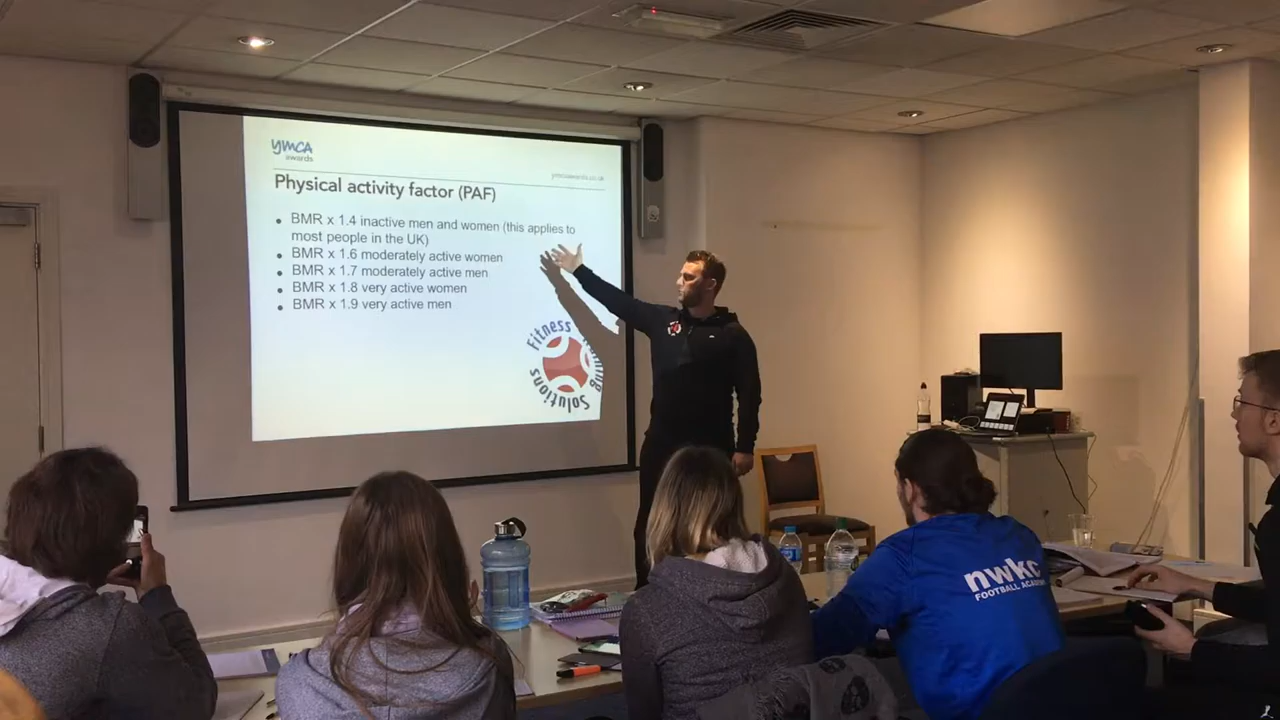 ymca
awards
ymcaawards.co.uk
Physical activity factor (PAF)
• BMR x 1.4 inactive men and women (this applies to
most people in the UK)
• BMR x 1.6 moderately active women
• BMR x 1.7 moderately active men
• BMR x 1.8 very active women
• BMR x 1.9 very active men
Fitness
Solutions
nwkc
FOOTBALL ACADEMY